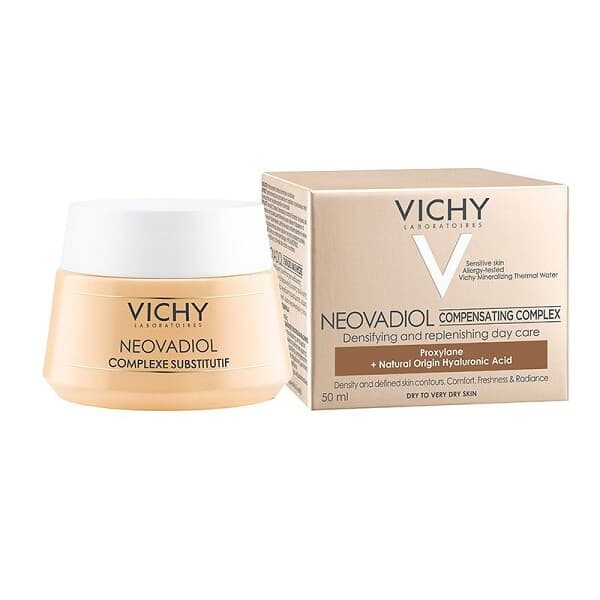 VICHY
LABORATOIRES
NEOVADIOL
COMPLEXE SUBSTITUTIF
VICHY
LABORATOIRES
Sensitive skin
Allergy-tested
Vichy Mineralizing Thermal Water
NEOVADIOL COMPENSATING COMPLEX
Densifying and replenishing day care
Proxylane
+ Natural Origin Hyaluronic Acid
Density and defined skin contours, Comfort, Freshness & Radiance
50 ml
DRY TO VERY DRY SKIN